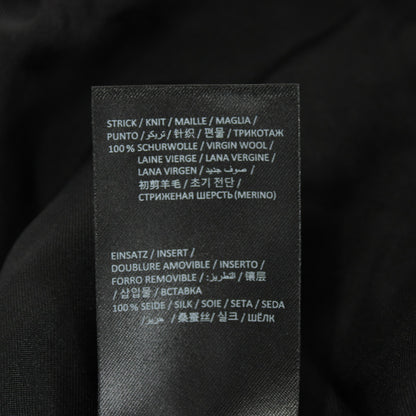 STRICK / KNIT / MAILLE / MAGLIA /
PUNTO / تريكو / 针织 / 편물 / ТРИКОТАЖ
100 % SCHURWOLLE / VIRGIN WOOL /
LAINE VIERGE / LANA VERGINE /
LANA VIRGEN / صوف جديد /
初剪羊毛 / 초기 전단 /
СТРИЖЕНАЯ ШЕРСТЬ (MERINO)
EINSATZ / INSERT /
DOUBLURE AMOVIBLE / INSERTO /
FORRO REMOVIBLE / التطريز: / 镶层
/ 삽입물 / ВСТАВКА
100 % SEIDE / SILK / SOIE / SETA / SEDA
/ حرير / 桑蚕丝 / 실크 / ШЁЛК